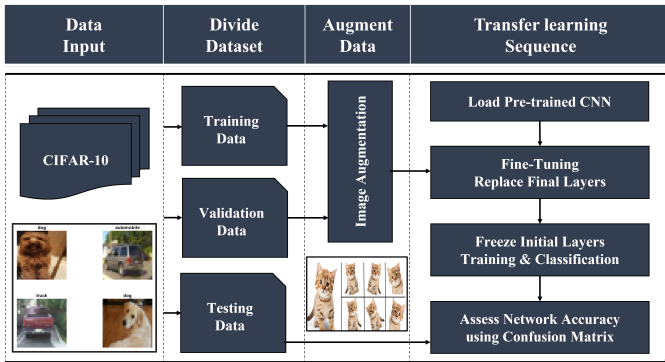 Data
Input
Divide
Dataset
Augment
Data
Transfer learning
Sequence
CIFAR-10
dog
automobile
truck
dog
Training
Data
Validation
Data
Testing
Data
Image Augmentation
Load Pre-trained CNN
Fine-Tuning
Replace Final Layers
Freeze Initial Layers
Training & Classification
Assess Network Accuracy
using Confusion Matrix